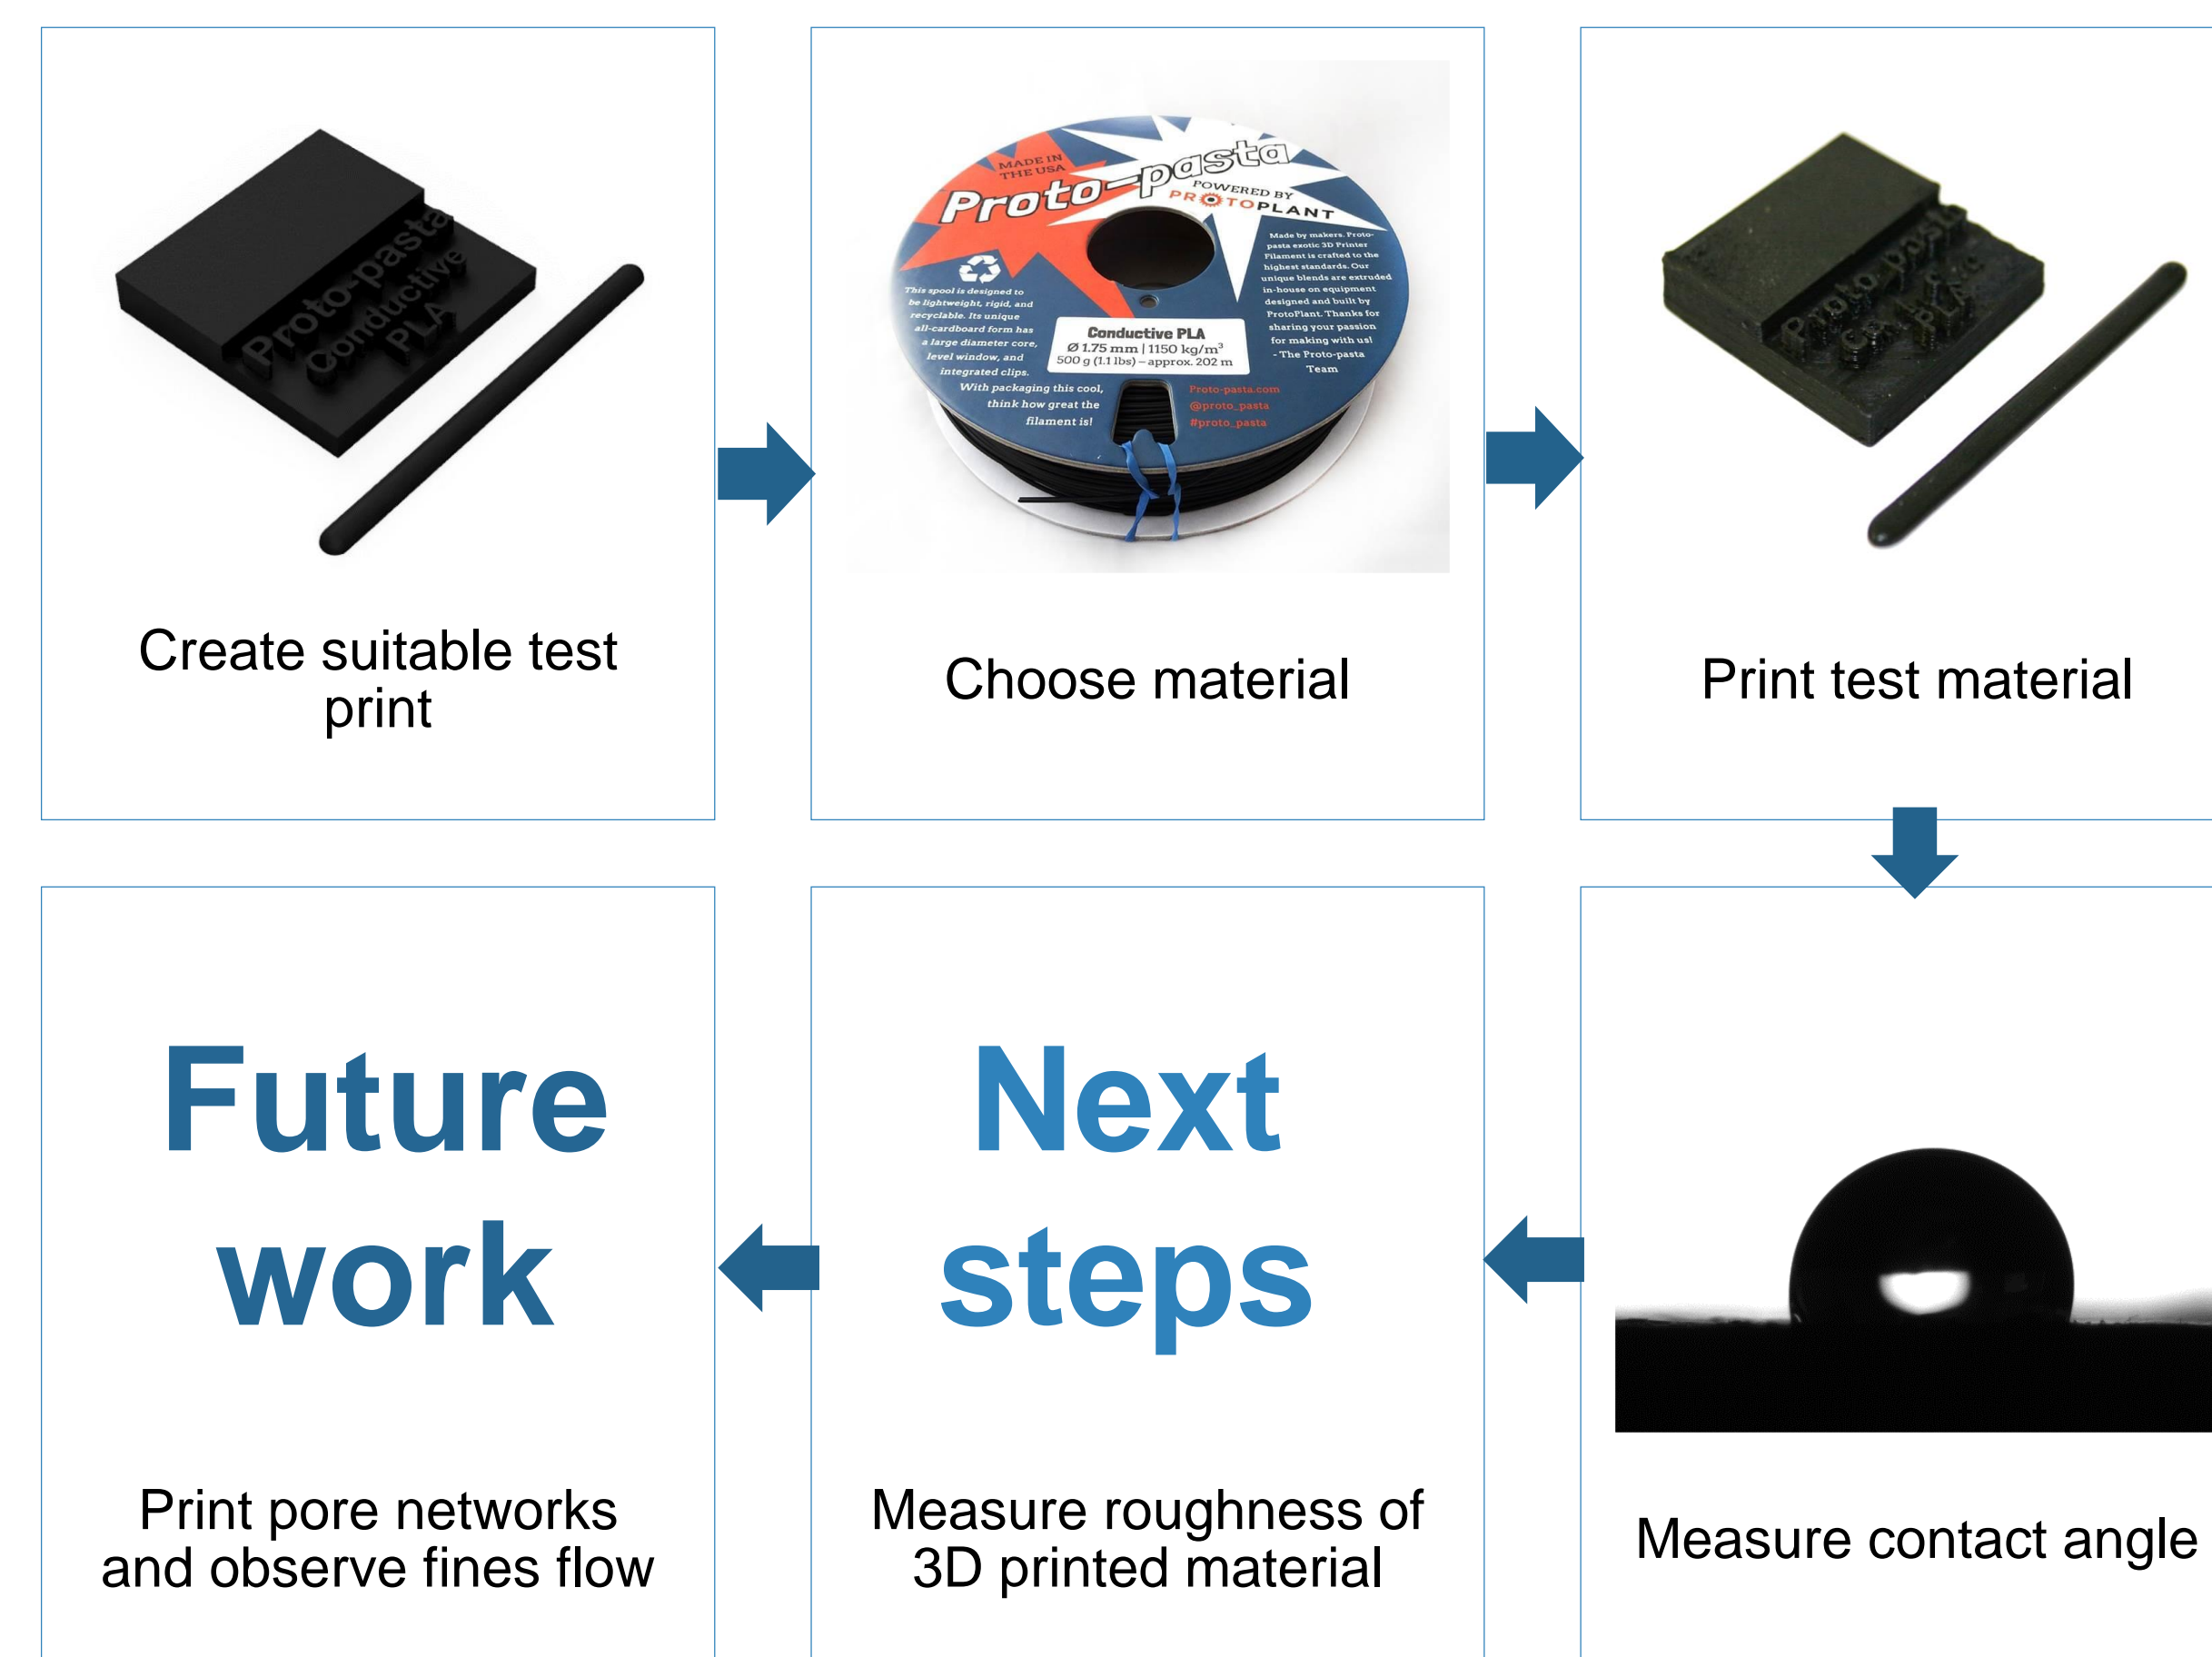 Proto-pasta
Conductive
PLA
Create suitable test
print
MADE IN
THE USA
Proto-pasta
POWERED BY
PROTOPLANT
This spool is designed to
be lightweight, rigid, and
recyclable. Its unique
all-cardboard form has
a large diameter core,
level window, and
integrated clips.
With packaging this cool,
think how great the
filament is!
Made by makers. Proto-
pasta exotic 3D Printer
Filament is crafted to the
highest standards. Our
unique blends are extruded
in-house on equipment
designed and built by
ProtoPlant. Thanks for
sharing your passion
for making with us!
- The Proto-pasta
Team
Conductive PLA
Ø 1.75 mm | 1150 kg/m³
500 g (1.1 lbs) – approx. 202 m
Proto-pasta.com
@proto_pasta
#proto_pasta
Choose material
Proto-pasta
PLA
Print test material
Future
work
Print pore networks
and observe fines flow
Next
steps
Measure roughness of
3D printed material
Measure contact angle